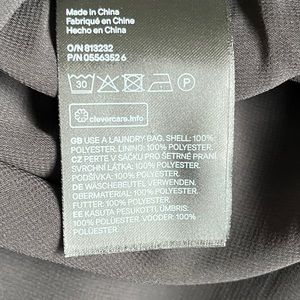 Made in China
Fabriqué en Chine
Hecho en China
O/N 813232
P/N 0556352 6
30
P
clevercare.info
GB USE A LAUNDRY BAG. SHELL: 100%
POLYESTER. LINING: 100% POLYESTER.
CZ PERTE V SÁČKU PRO ŠETRNÉ PRANÍ.
SVRCHNÍ LÁTKA: 100% POLYESTER.
PODŠÍVKA: 100% POLYESTER.
DE WÄSCHEBEUTEL VERWENDEN.
OBERMATERIAL: 100% POLYESTER.
FUTTER: 100% POLYESTER.
EE KASUTA PESUKOTTI. ÜMBRIS:
100% POLÜESTER. VOODER: 100%
POLÜESTER.